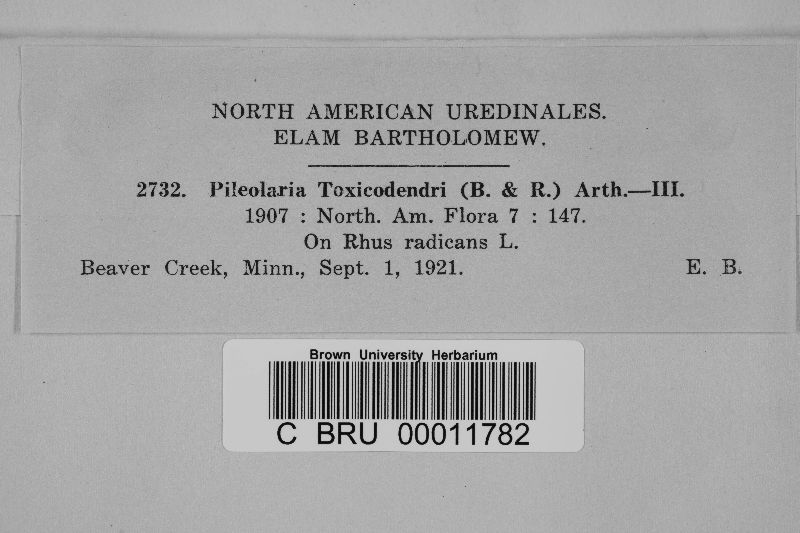 NORTH AMERICAN UREDINALES.
ELAM BARTHOLOMEW.
2732. Pileolaria Toxicodendri (B. & R.) Arth.—III.
1907 : North. Am. Flora 7 : 147.
On Rhus radicans L.
Beaver Creek, Minn., Sept. 1, 1921. E. B.
Brown University Herbarium
C BRU 00011782